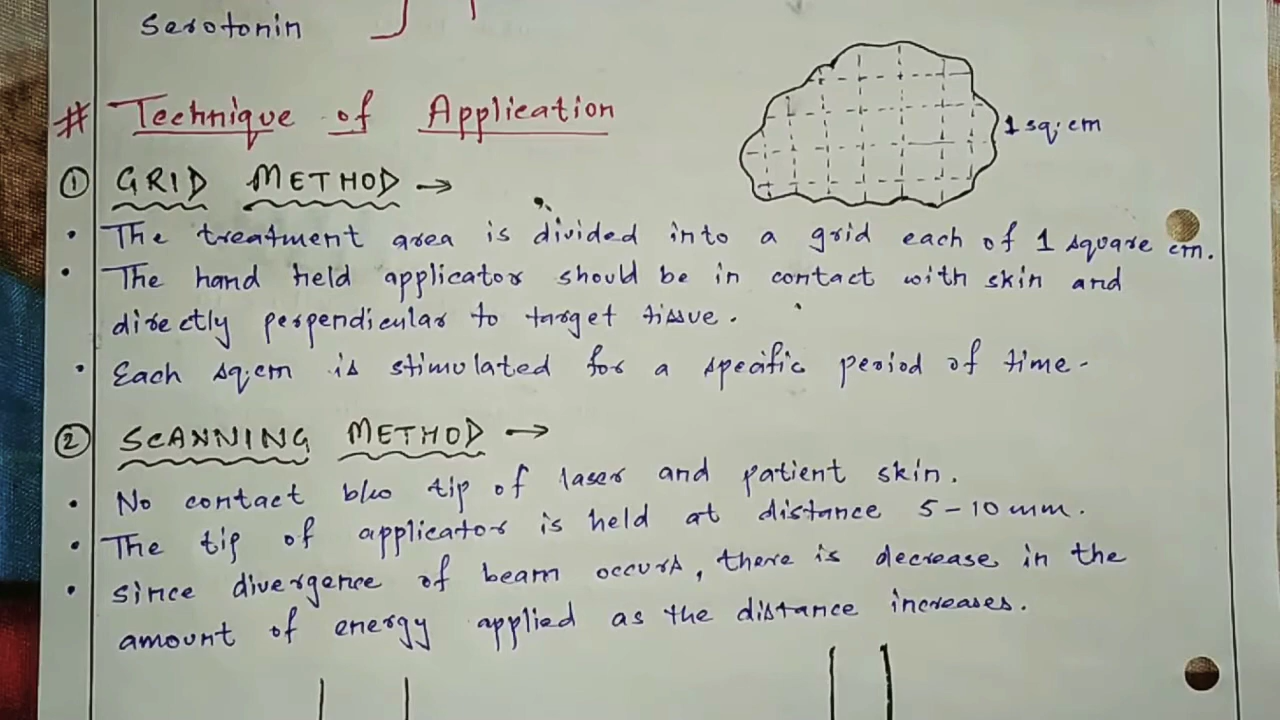 Serotonin
# Technique of Application
1 sq.cm
① GRID METHOD →
• The treatment area is divided into a grid each of 1 square cm.
• The hand held applicator should be in contact with skin and
directly perpendicular to target tissue.
• Each sq.cm is stimulated for a specific period of time.
② SCANNING METHOD →
• No contact b/w tip of laser and patient skin.
• The tip of applicator is held at distance 5-10 mm.
• since divergence of beam occurs, there is decrease in the
amount of energy applied as the distance increases.